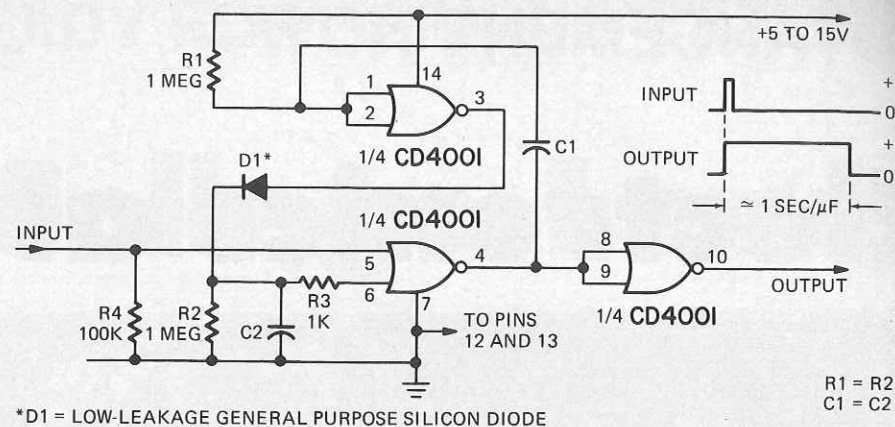 +5 TO 15V
R1
1 MEG
14
1
2
3
1/4 CD4001
C1
INPUT
+
0
OUTPUT
+
0
≃ 1 SEC/µF
D1*
1/4 CD4001
INPUT
5
6
4
7
8
9
10
OUTPUT
1/4 CD4001
R4
100K
R2
1 MEG
C2
R3
1K
TO PINS
12 AND 13
R1 = R2
C1 = C2
*D1 = LOW-LEAKAGE GENERAL PURPOSE SILICON DIODE